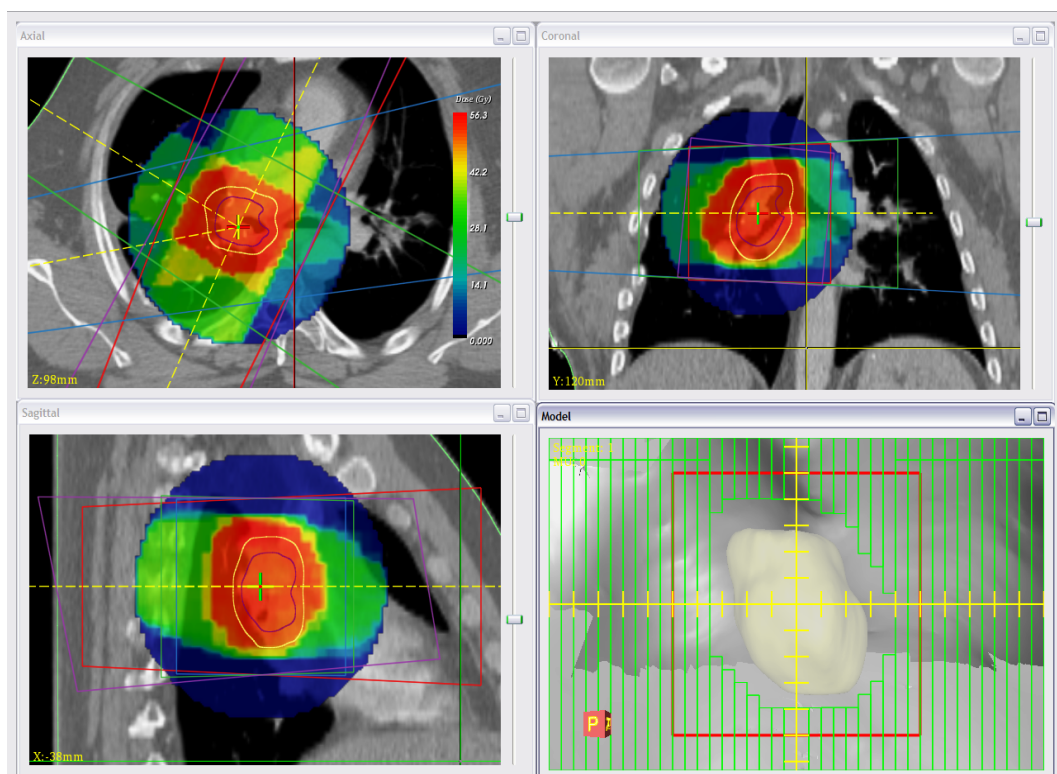 Axial
Dose (Gy)
56.3
42.2
28.1
14.1
0.000
Z:98mm
Coronal
Y:120mm
Sagittal
X:-38mm
Model
Segment: 1
P